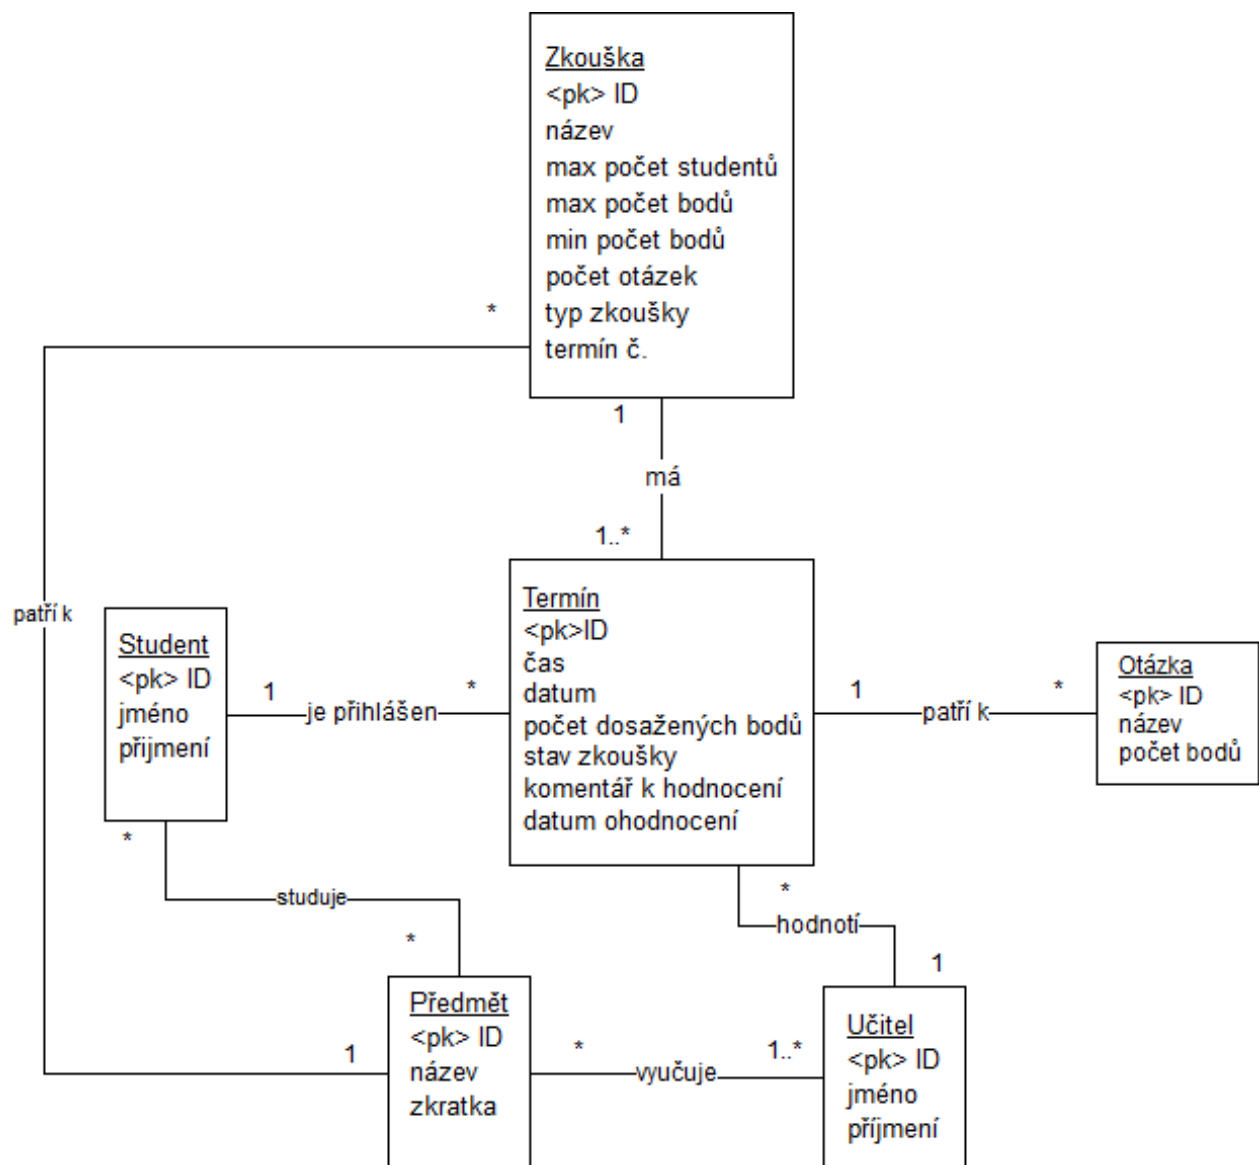 Zkouška
<pk> ID
název
max počet studentů
max počet bodů
min počet bodů
počet otázek
typ zkoušky
termín č.
*
1
má
1..*
patří k
Student
<pk> ID
jméno
přijmení
1
je přihlášen
*
Termín
<pk>ID
čas
datum
počet dosažených bodů
stav zkoušky
komentář k hodnocení
datum ohodnocení
1
patří k
*
Otázka
<pk> ID
název
počet bodů
*
studuje
*
*
hodnotí
1
Předmět
<pk> ID
název
zkratka
1
*
vyučuje
1..*
Učitel
<pk> ID
jméno
příjmení